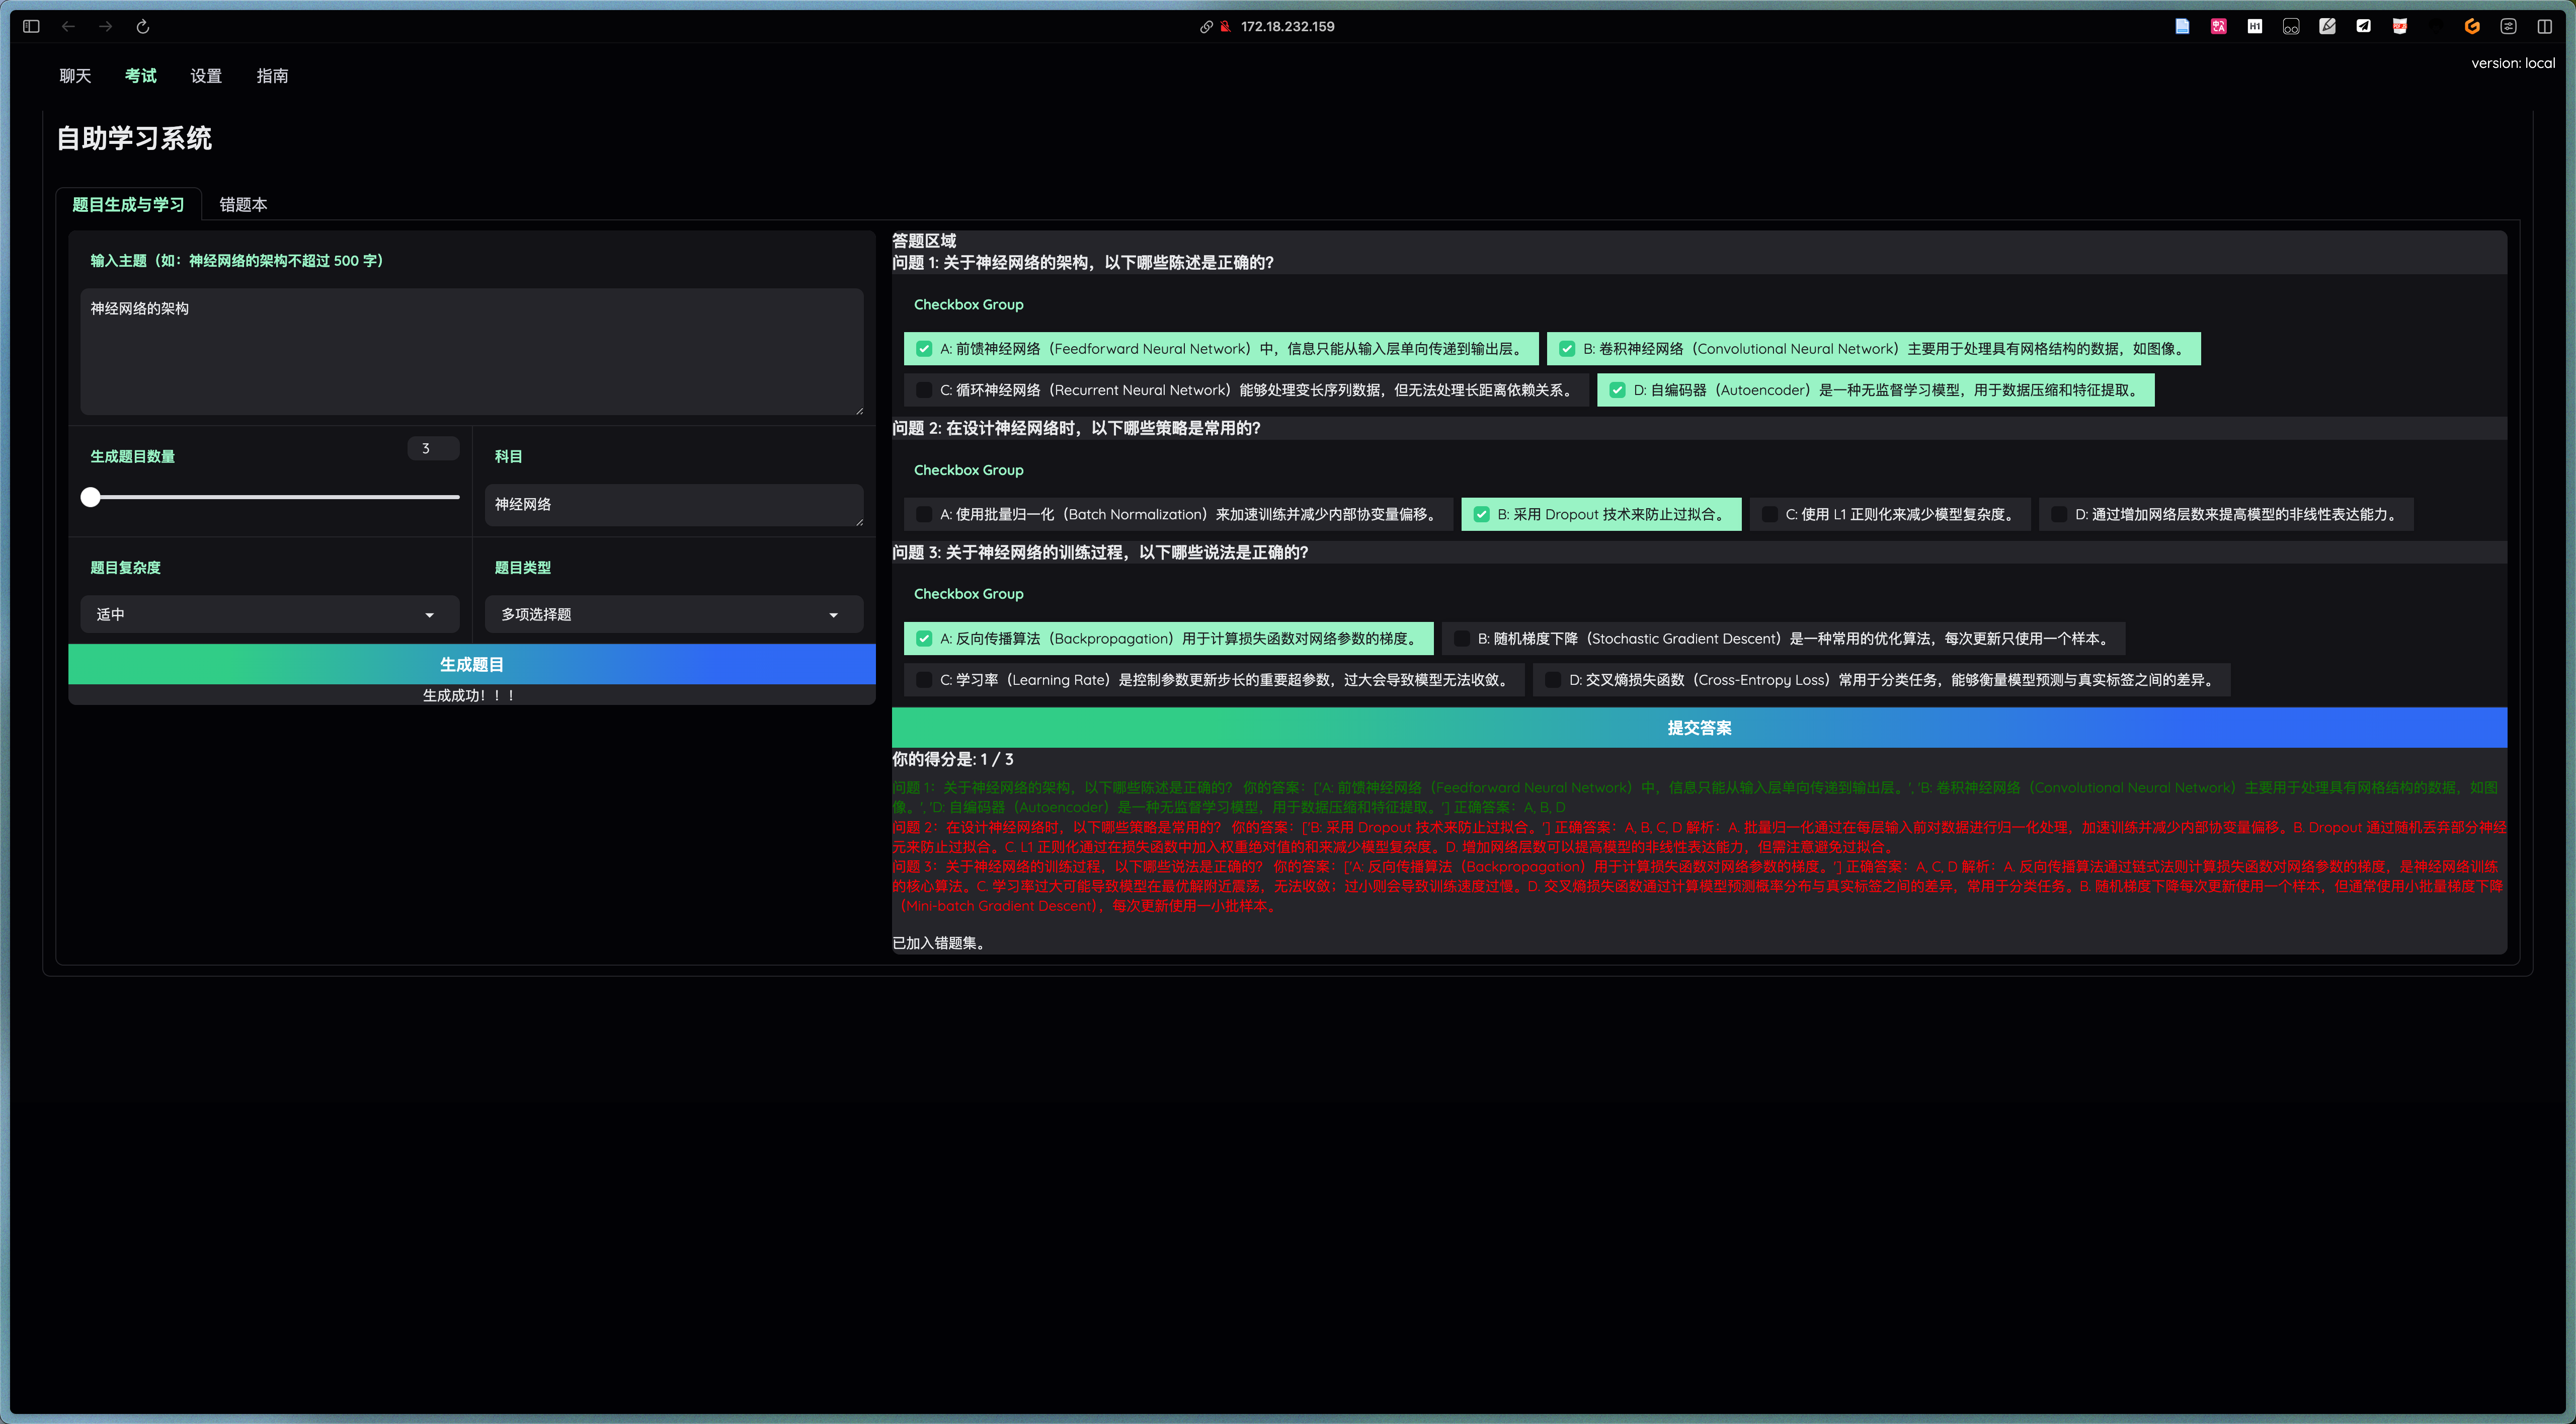 172.18.232.159
聊天 考试 设置 指南
version: local
自助学习系统
题目生成与学习 错题本
输入主题（如：神经网络的架构不超过 500 字）
神经网络的架构
生成题目数量
3
科目
神经网络
题目复杂度
适中
题目类型
多项选择题
生成题目
生成成功！！！
答题区域
问题 1: 关于神经网络的架构，以下哪些陈述是正确的？
Checkbox Group
A: 前馈神经网络（Feedforward Neural Network）中，信息只能从输入层单向传递到输出层。
B: 卷积神经网络（Convolutional Neural Network）主要用于处理具有网格结构的数据，如图像。
C: 循环神经网络（Recurrent Neural Network）能够处理变长序列数据，但无法处理长距离依赖关系。
D: 自编码器（Autoencoder）是一种无监督学习模型，用于数据压缩和特征提取。
问题 2: 在设计神经网络时，以下哪些策略是常用的？
Checkbox Group
A: 使用批量归一化（Batch Normalization）来加速训练并减少内部协变量偏移。
B: 采用 Dropout 技术来防止过拟合。
C: 使用 L1 正则化来减少模型复杂度。
D: 通过增加网络层数来提高模型的非线性表达能力。
问题 3: 关于神经网络的训练过程，以下哪些说法是正确的？
Checkbox Group
A: 反向传播算法（Backpropagation）用于计算损失函数对网络参数的梯度。
B: 随机梯度下降（Stochastic Gradient Descent）是一种常用的优化算法，每次更新只使用一个样本。
C: 学习率（Learning Rate）是控制参数更新步长的重要超参数，过大会导致模型无法收敛。
D: 交叉熵损失函数（Cross-Entropy Loss）常用于分类任务，能够衡量模型预测与真实标签之间的差异。
提交答案
你的得分是: 1 / 3
问题 1：关于神经网络的架构，以下哪些陈述是正确的？ 你的答案：['A: 前馈神经网络（Feedforward Neural Network）中，信息只能从输入层单向传递到输出层。', 'B: 卷积神经网络（Convolutional Neural Network）主要用于处理具有网格结构的数据，如图
像。', 'D: 自编码器（Autoencoder）是一种无监督学习模型，用于数据压缩和特征提取。'] 正确答案：A, B, D
问题 2：在设计神经网络时，以下哪些策略是常用的？ 你的答案：['B: 采用 Dropout 技术来防止过拟合。'] 正确答案：A, B, C, D 解析：A. 批量归一化通过在每层输入前对数据进行归一化处理，加速训练并减少内部协变量偏移。B. Dropout 通过随机丢弃部分神经
元来防止过拟合。C. L1 正则化通过在损失函数中加入权重绝对值的和来减少模型复杂度。D. 增加网络层数可以提高模型的非线性表达能力，但需注意避免过拟合。
问题 3：关于神经网络的训练过程，以下哪些说法是正确的？ 你的答案：['A: 反向传播算法（Backpropagation）用于计算损失函数对网络参数的梯度。'] 正确答案：A, C, D 解析：A. 反向传播算法通过链式法则计算损失函数对网络参数的梯度，是神经网络训练
的核心算法。C. 学习率过大可能导致模型在最优解附近震荡，无法收敛；过小则会导致训练速度过慢。D. 交叉熵损失函数通过计算模型预测概率分布与真实标签之间的差异，常用于分类任务。B. 随机梯度下降每次更新使用一个样本，但通常使用小批量梯度下降
（Mini-batch Gradient Descent），每次更新使用一小批样本。
已加入错题集。